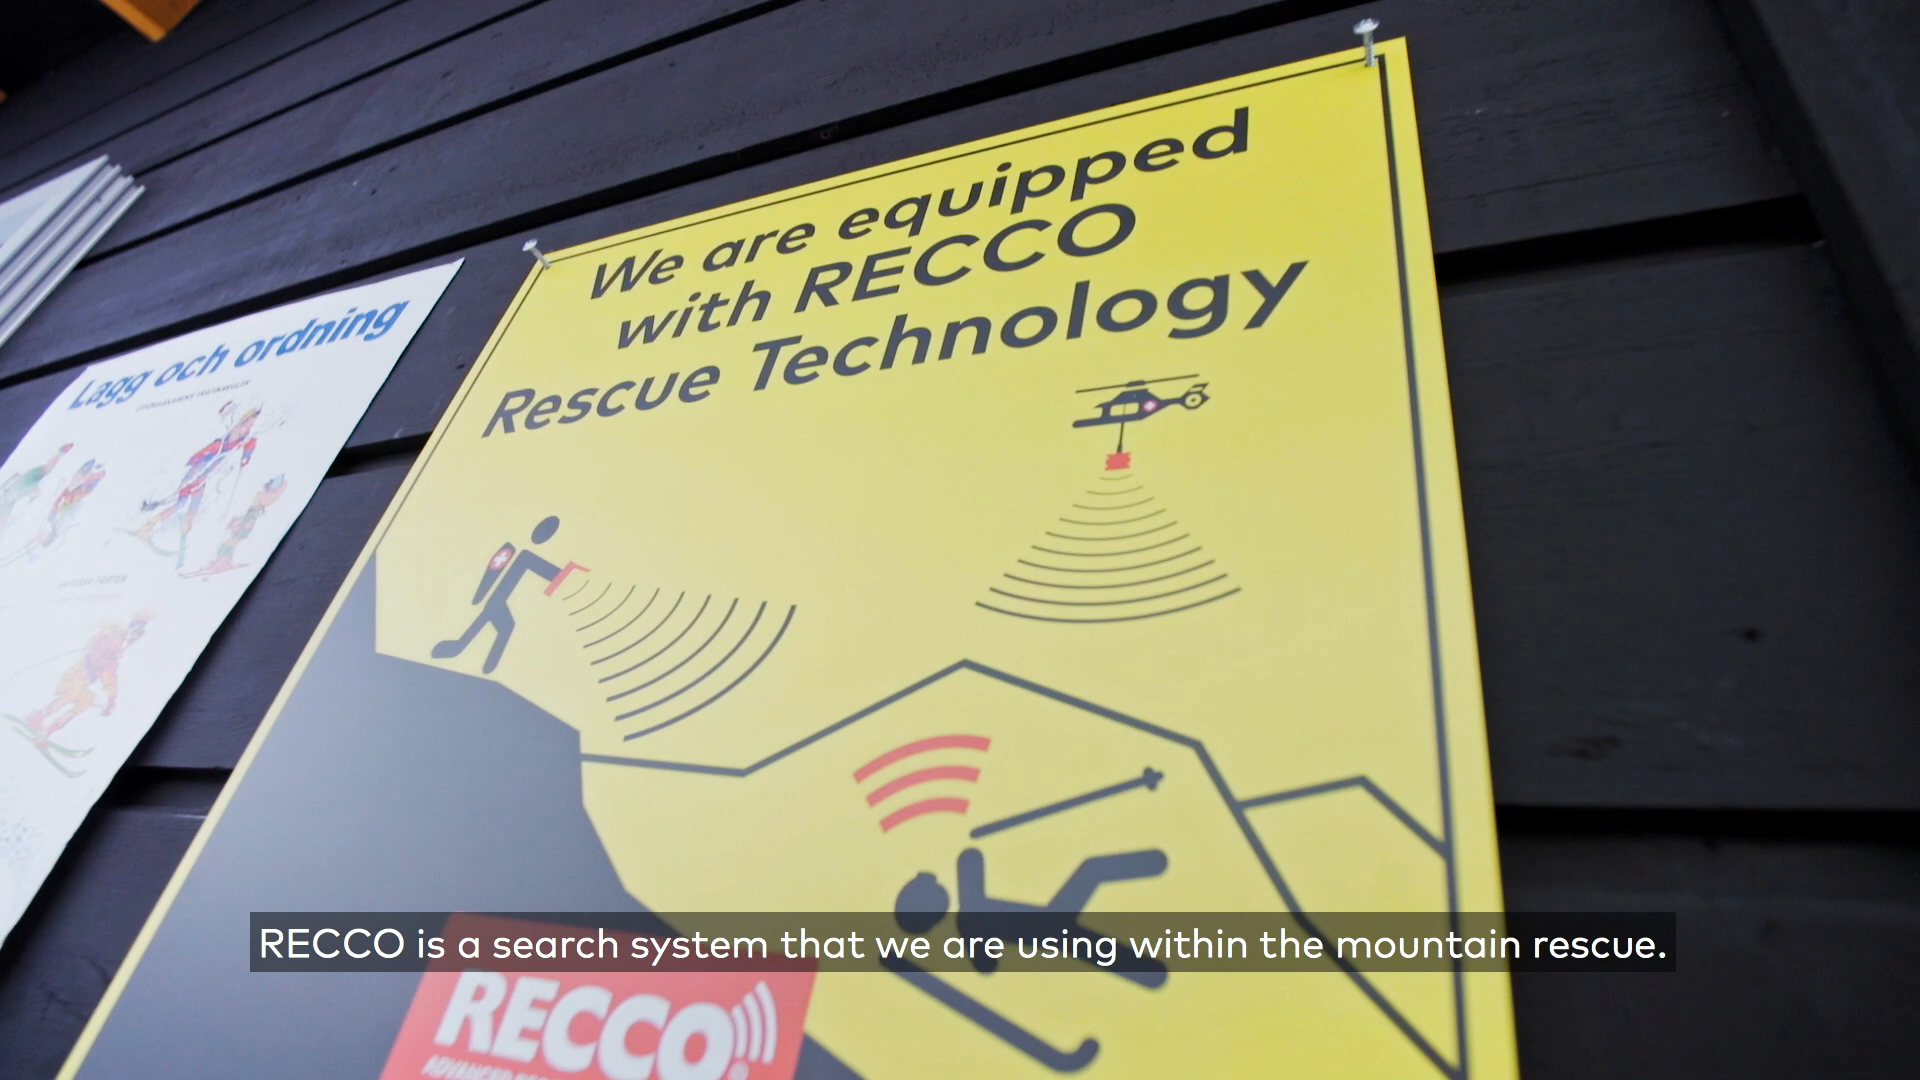 We are equipped
with RECCO
Rescue Technology
Lagg och ordning
RECCO is a search system that we are using within the mountain rescue.
RECCO